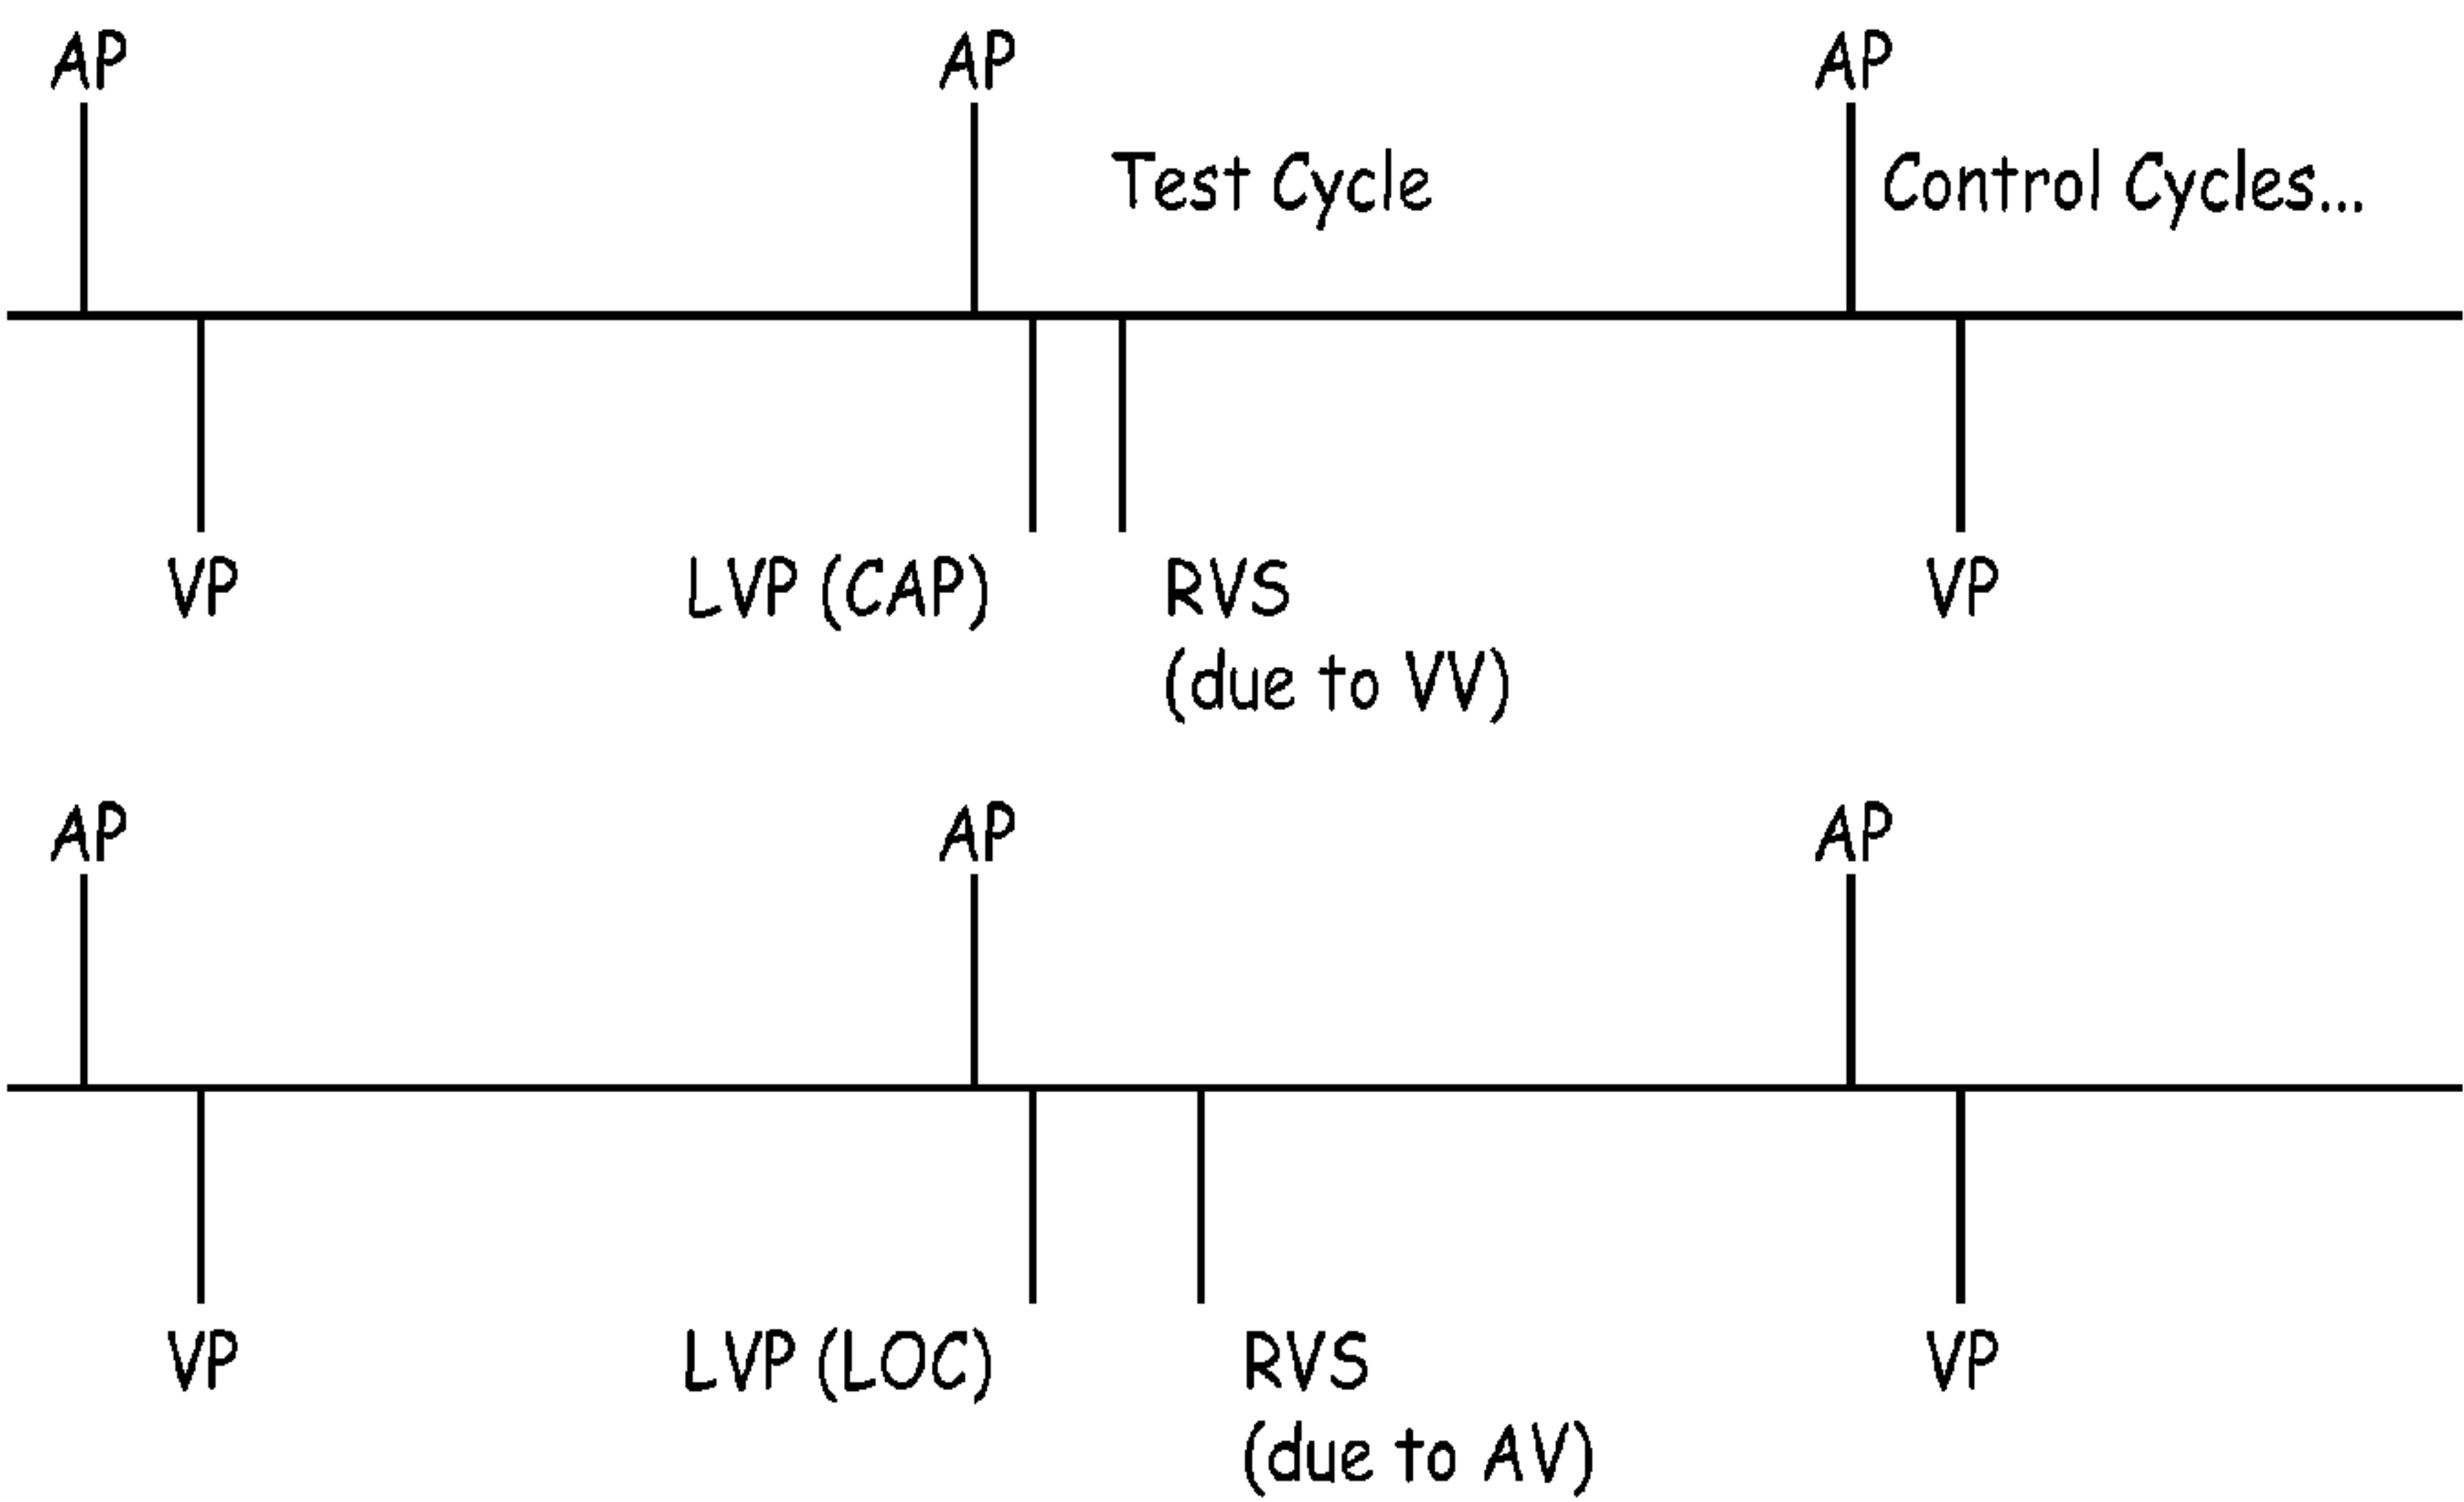 AP AP AP
Test Cycle Control Cycles...
VP LVP (CAP) RVS VP
(due to VV)
AP AP AP
VP LVP (LOC) RVS VP
(due to AV)